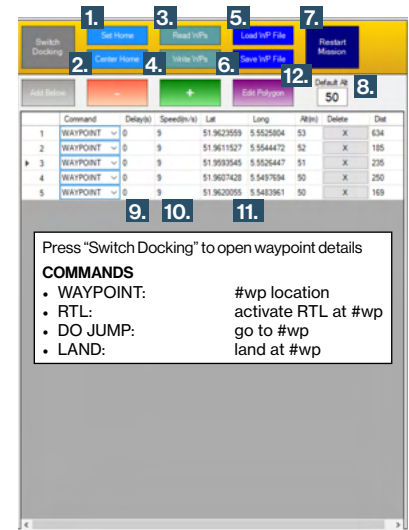 1. 3. 5. 7.
Switch Docking Set Home Read WPs Load WP File Restart Mission
2. Center Home 4. Write WPs 6. Save WP File
12. Default Alt 8.
Add Below - + Edit Polygon 50
Command Delay(s) Speed(m/s) Lat Long Alt(m) Delete Dist
1 WAYPOINT 0 9 51.9623559 5.5525804 53 X 634
2 WAYPOINT 0 9 51.9611527 5.5544472 52 X 185
3 WAYPOINT 0 9 51.9593545 5.5526447 51 X 235
4 WAYPOINT 0 9 51.9607428 5.5497694 50 X 250
5 WAYPOINT 0 9 51.9620055 5.5483961 50 X 169
9. 10. 11.
Press “Switch Docking” to open waypoint details
COMMANDS
• WAYPOINT: #wp location
• RTL: activate RTL at #wp
• DO JUMP: go to #wp
• LAND: land at #wp